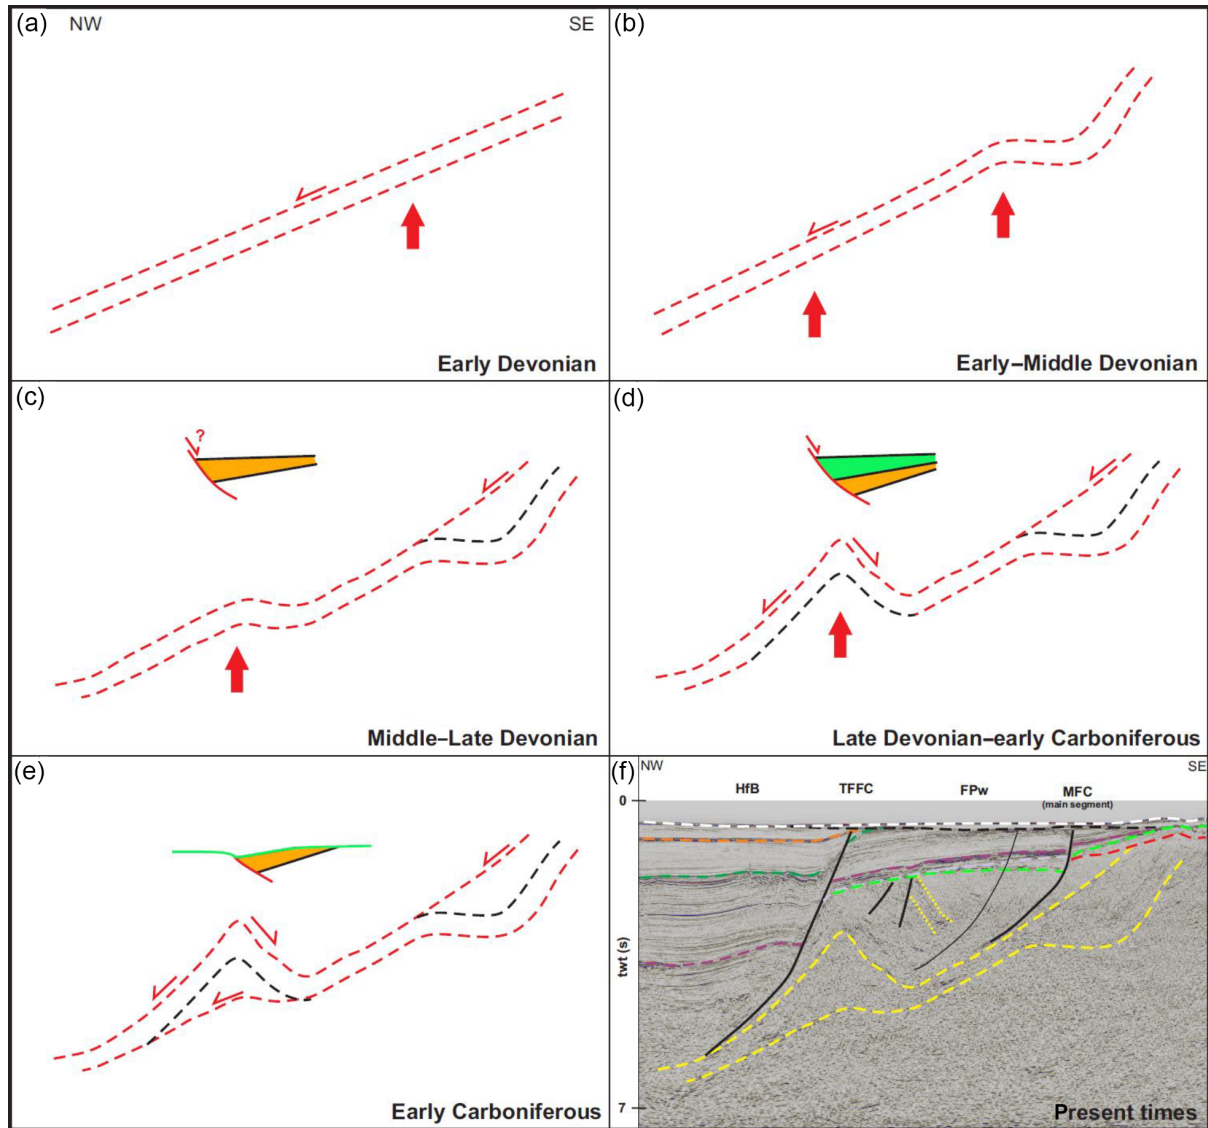 (a) NW SE
Early Devonian
(b)
Early–Middle Devonian
(c)
?
Middle–Late Devonian
(d)
Late Devonian–early Carboniferous
(e)
Early Carboniferous
(f) NW SE
HfB TFFC FPw MFC
(main segment)
0
twt (s)
7
Present times